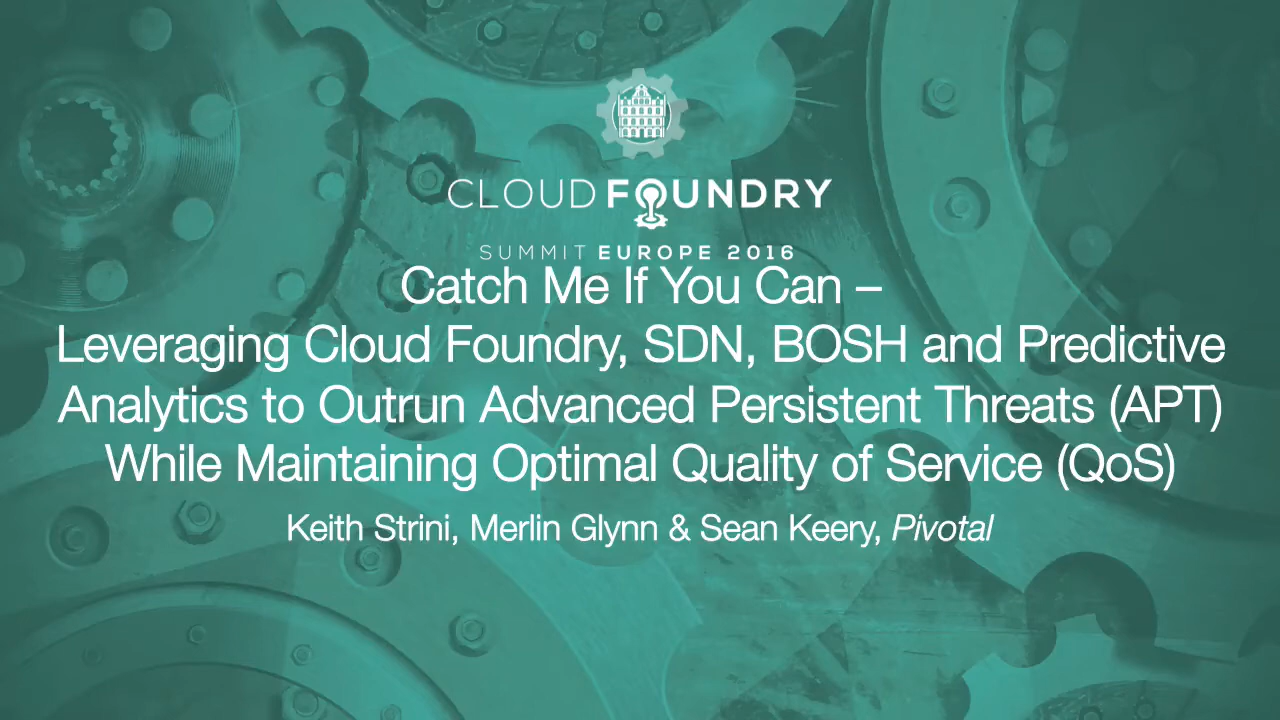 CLOUD FOUNDRY
SUMMIT EUROPE 2016
Catch Me If You Can –
Leveraging Cloud Foundry, SDN, BOSH and Predictive
Analytics to Outrun Advanced Persistent Threats (APT)
While Maintaining Optimal Quality of Service (QoS)
Keith Strini, Merlin Glynn & Sean Keery, Pivotal